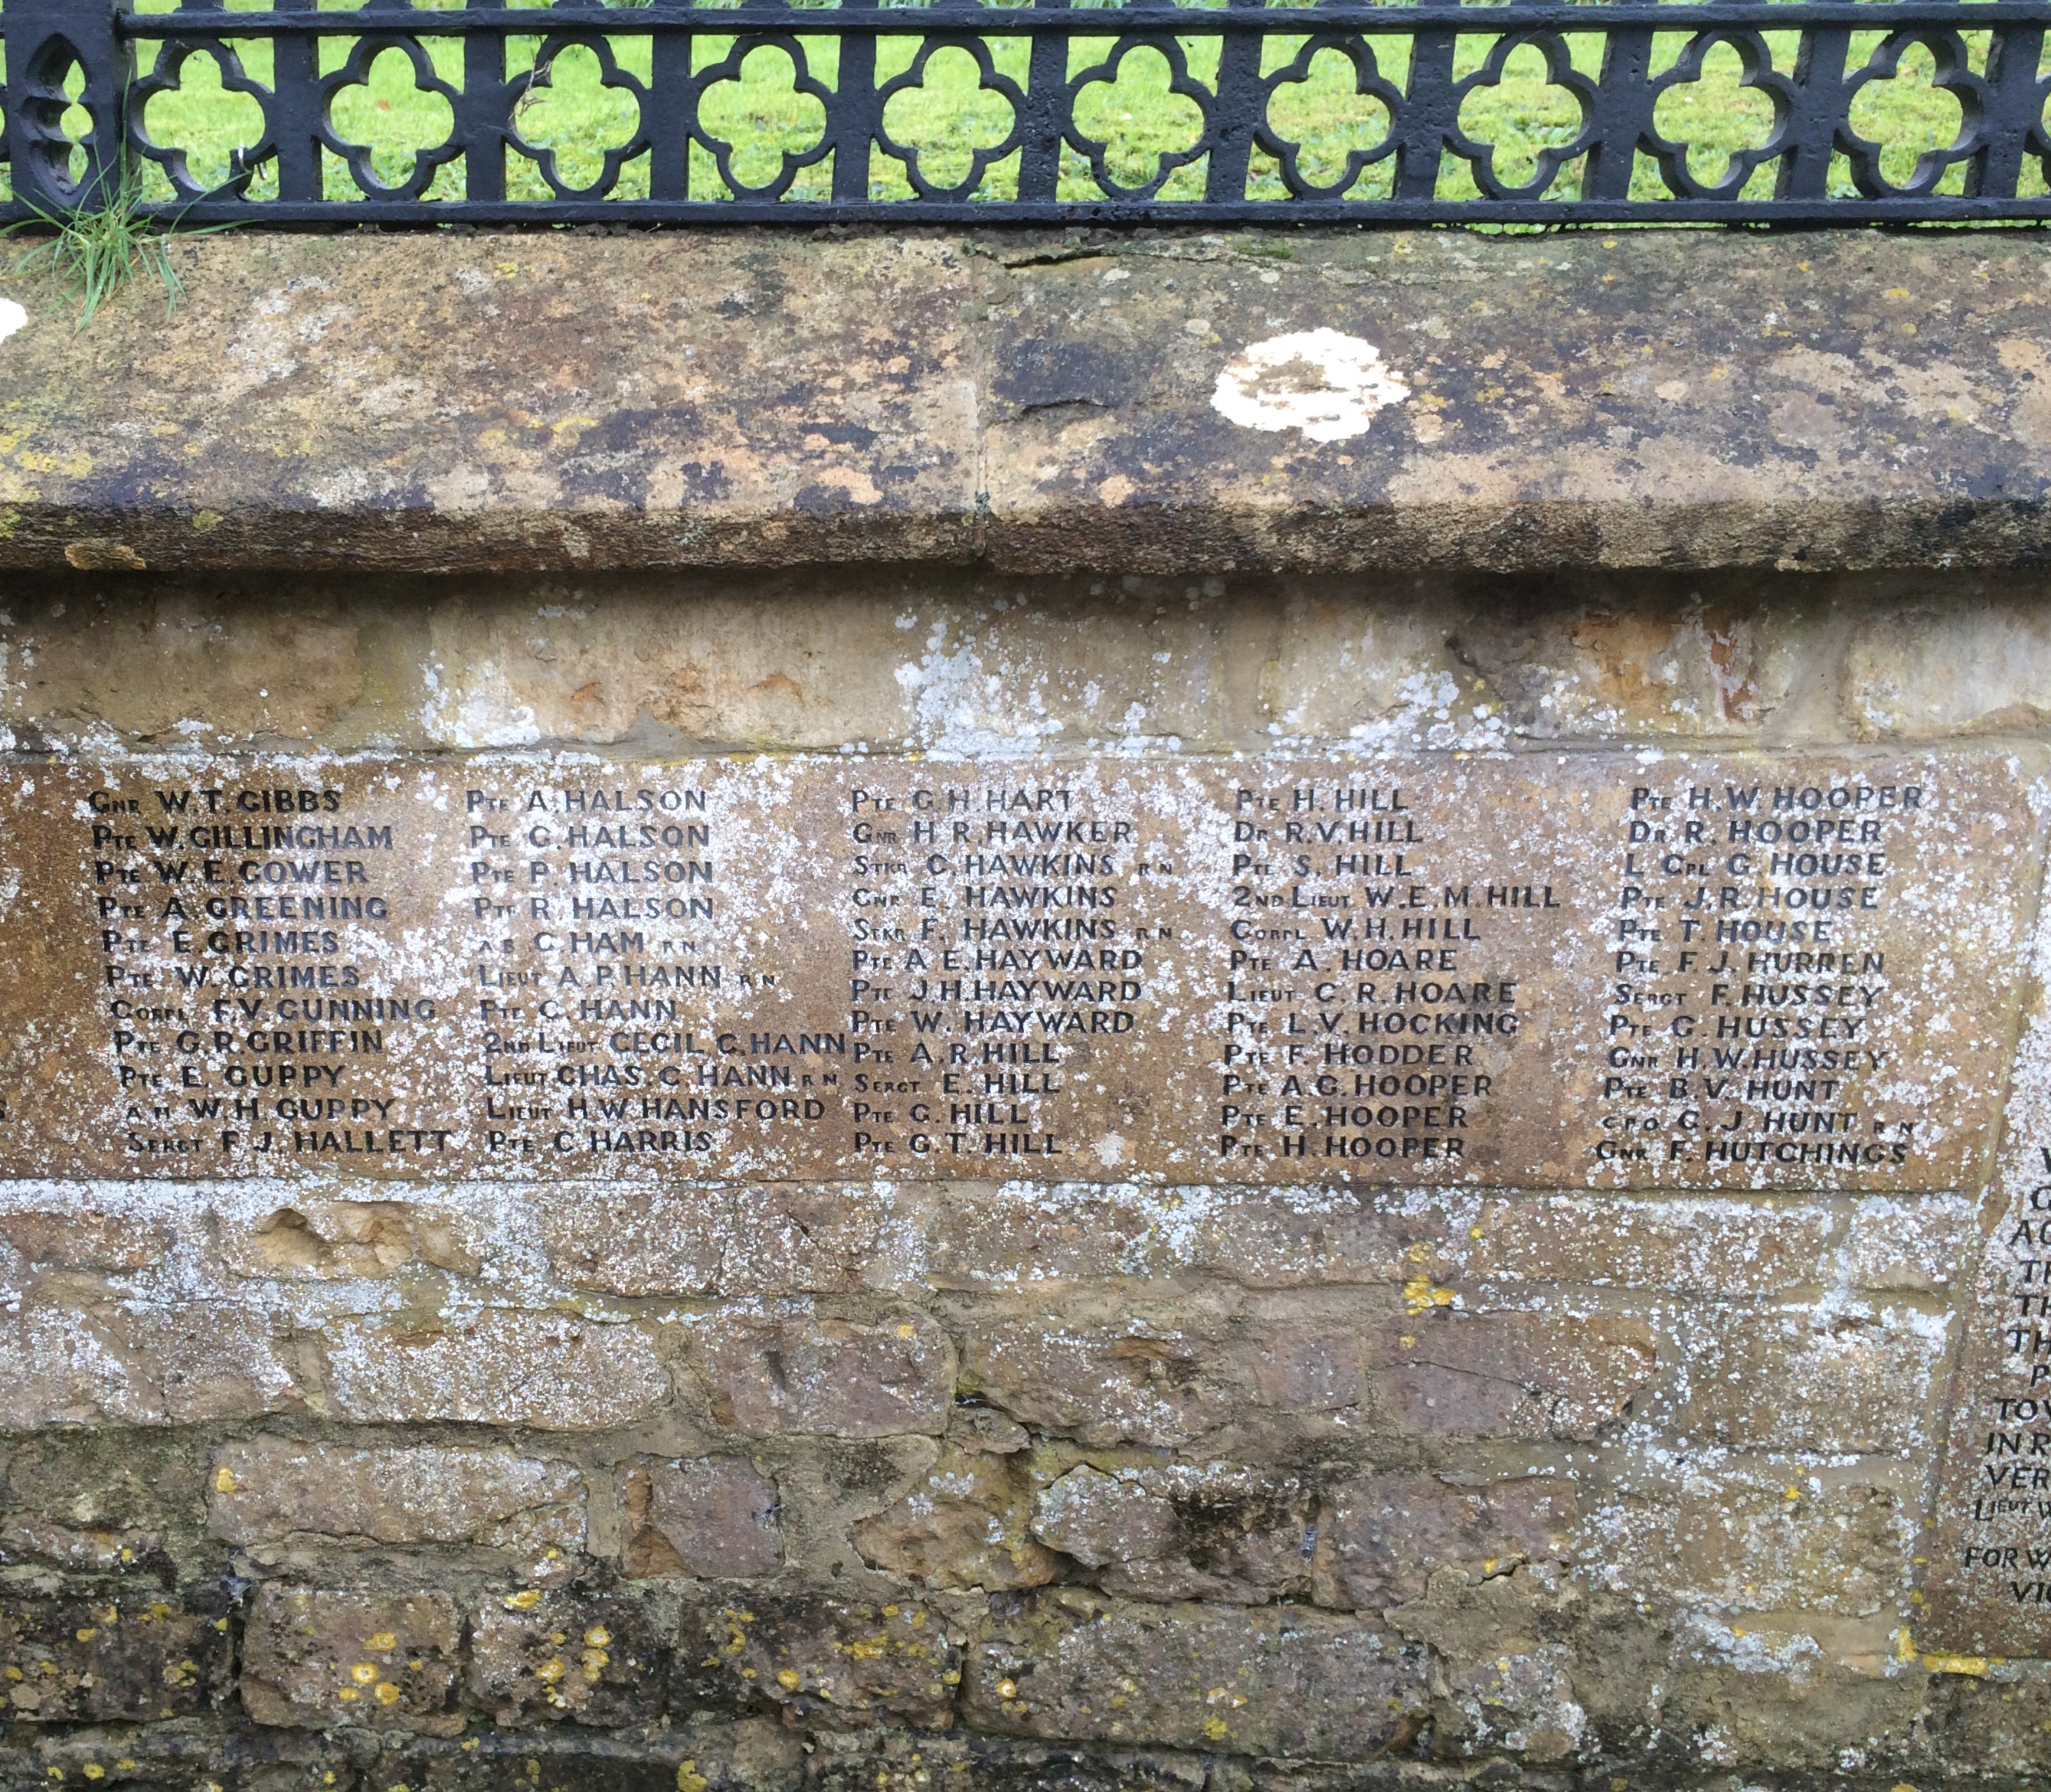 Gnr W.T. GIBBS
Pte W. GILLINGHAM
Pte W. E. GOWER
Pte A. GREENING
Pte E. GRIMES
Pte W. GRIMES
Corpl F.V. GUNNING
Pte G.R. GRIFFIN
Pte E. GUPPY
A M W.H GUPPY
Sergt F. J. HALLETT
Pte A. HALSON
Pte G. HALSON
Pte P. HALSON
Pte R. HALSON
A B C HAM R N
Lieut A.P. HANN R N
Pte C. HANN
2nd Lieut CECIL C. HANN
Lieut CHAS. G. HANN R N
Lieut H W HANSFORD
Pte C HARRIS
Pte G H HART
Gnr H R. HAWKER
Stkr C. HAWKINS R N
Gnr E. HAWKINS
Stkr F. HAWKINS R N
Pte A E. HAYWARD
Pte J.H. HAYWARD
Pte W. HAYWARD
Pte A.R. HILL
Sergt E. HILL
Pte G. HILL
Pte G.T. HILL
Pte H. HILL
Dr R.V. HILL
Pte S. HILL
2nd Lieut W.E.M. HILL
Corpl W.H. HILL
Pte A. HOARE
Lieut C.R. HOARE
Pte L.V. HOCKING
Pte F. HODDER
Pte A.G. HOOPER
Pte E. HOOPER
Pte H. HOOPER
Pte H.W. HOOPER
Dr R. HOOPER
L Cpl G. HOUSE
Pte J.R. HOUSE
Pte T. HOUSE
Pte F.J. HURREN
Sergt F. HUSSEY
Pte G. HUSSEY
Gnr H.W. HUSSEY
Pte B.V. HUNT
CPO C.J HUNT R N
Gnr F. HUTCHINGS
IN
Lieut
FOR